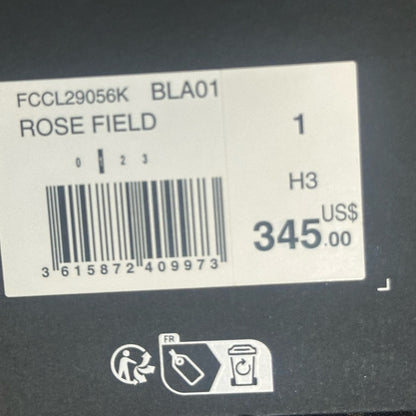 FCCL29056K BLA01
ROSE FIELD
1
0 1 2 3
H3
US$
345.00
3 615872 409973
FR